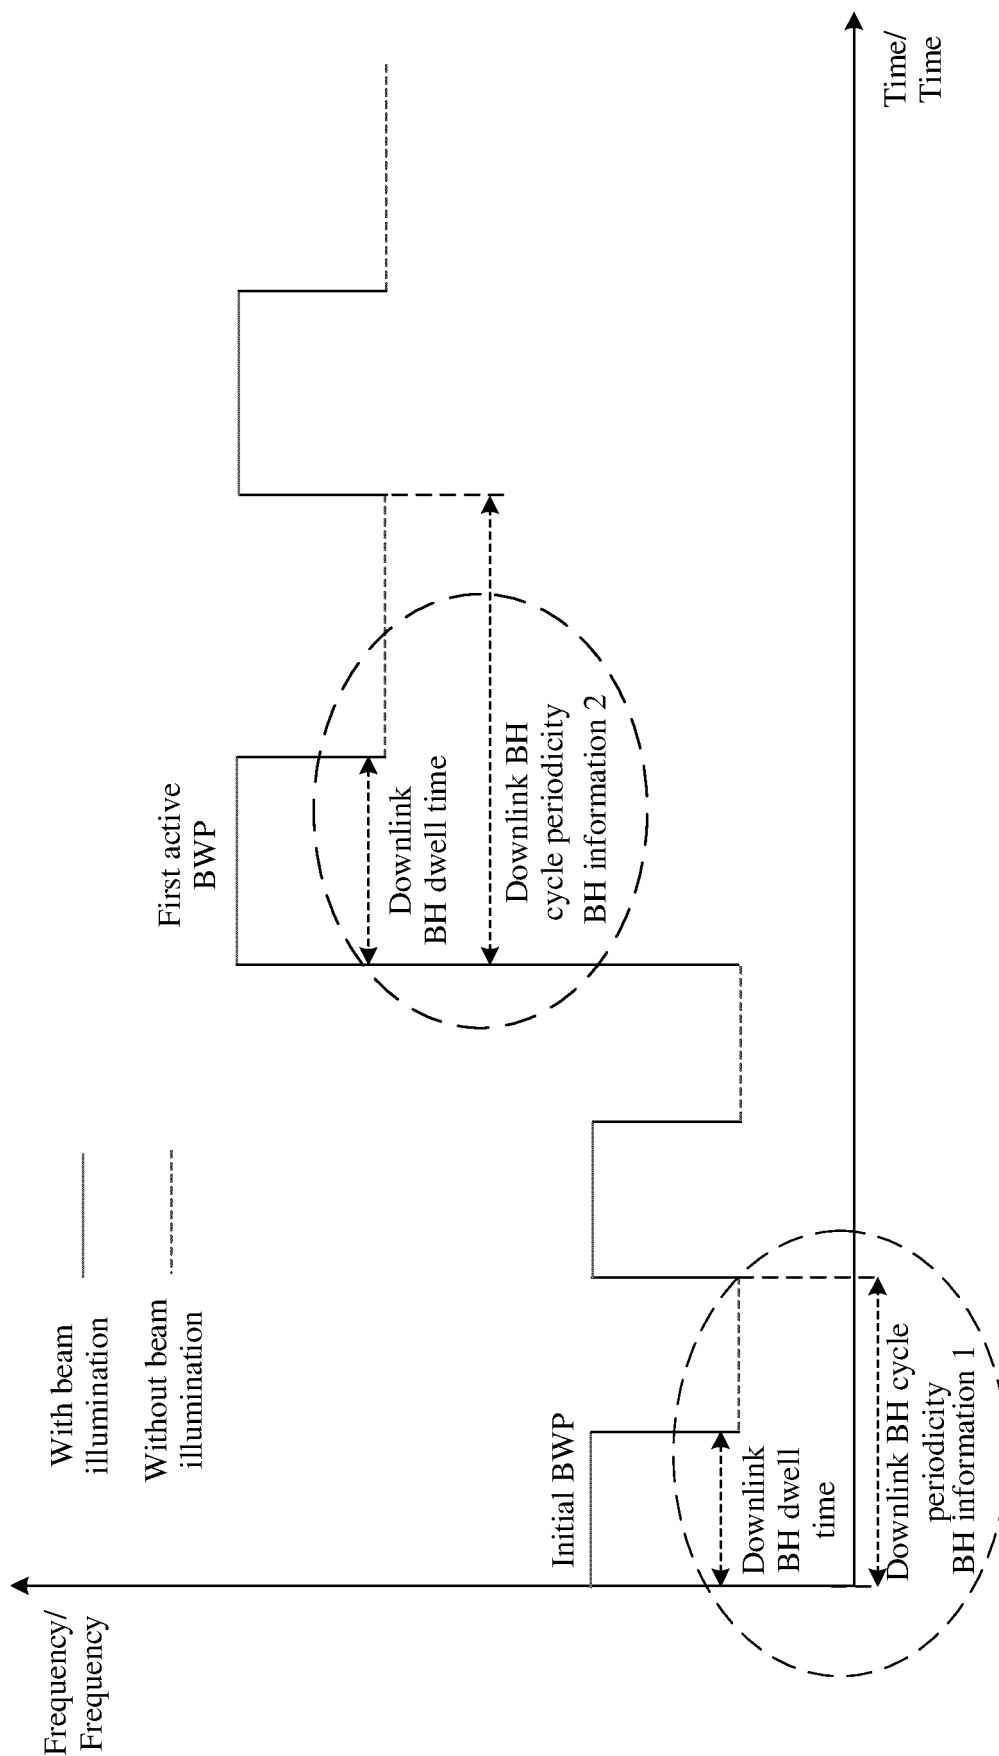 Frequency/
Frequency
With beam
illumination
Without beam
illumination
First active
BWP
Downlink
BH dwell time
Downlink BH
cycle periodicity
BH information 2
Initial BWP
Downlink
BH dwell
time
Downlink BH cycle
periodicity
BH information 1
Time/
Time